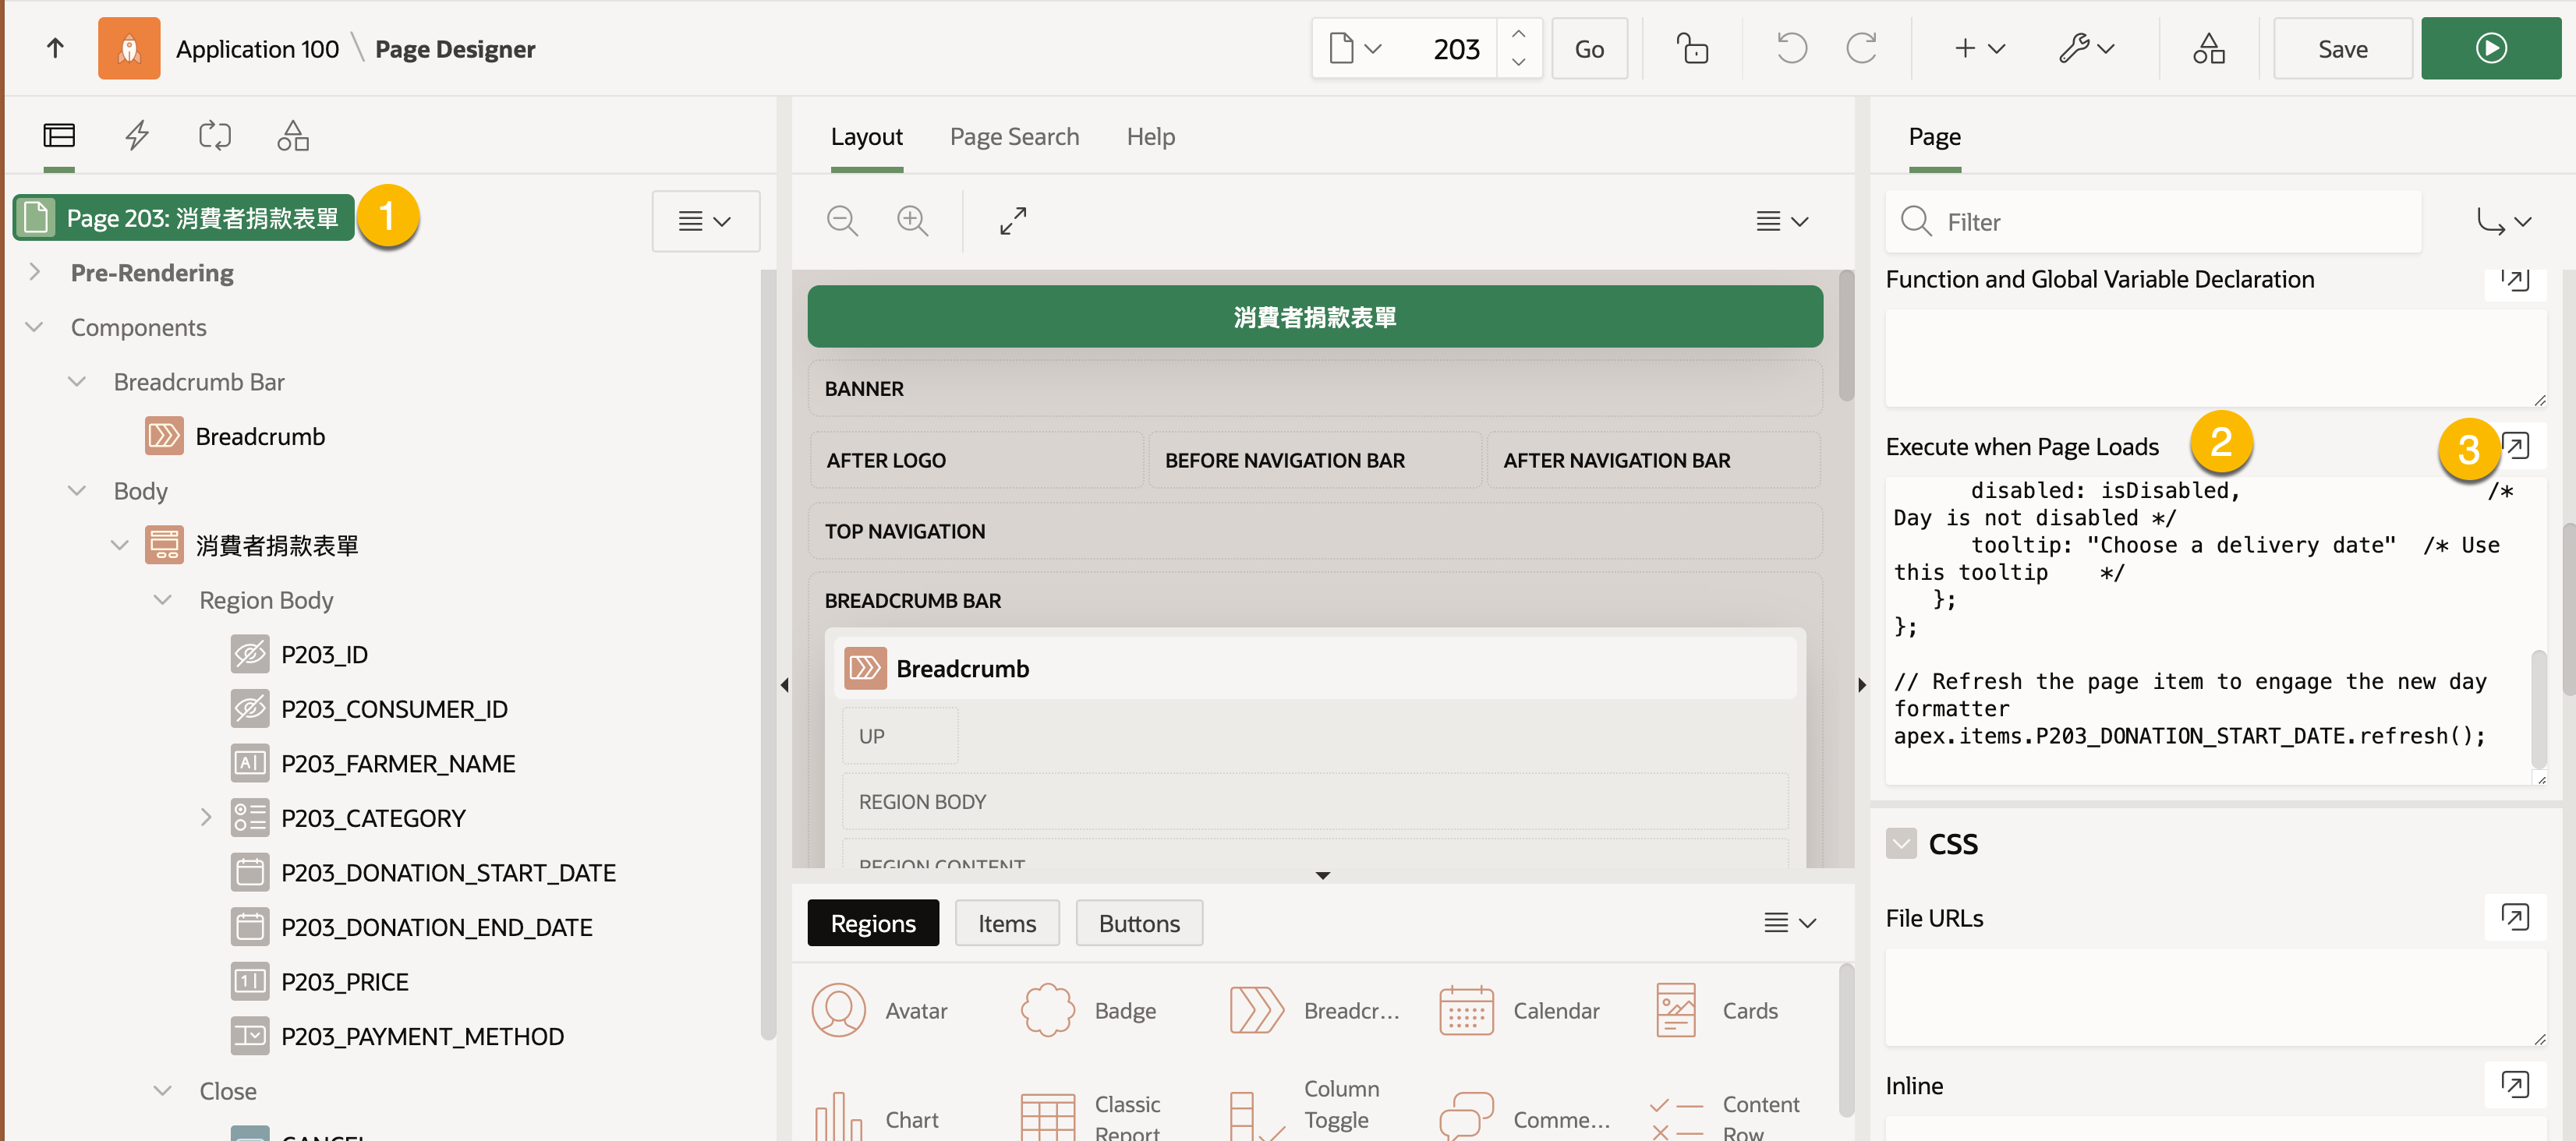 Application 100 \ Page Designer
203
Go
Save
Page 203: 消費者捐款表單
1
Pre-Rendering
Components
Breadcrumb Bar
Breadcrumb
Body
消費者捐款表單
Region Body
P203_ID
P203_CONSUMER_ID
P203_FARMER_NAME
P203_CATEGORY
P203_DONATION_START_DATE
P203_DONATION_END_DATE
P203_PRICE
P203_PAYMENT_METHOD
Close
CANCEL
Layout
Page Search
Help
消費者捐款表單
BANNER
AFTER LOGO
BEFORE NAVIGATION BAR
AFTER NAVIGATION BAR
TOP NAVIGATION
BREADCRUMB BAR
Breadcrumb
UP
REGION BODY
REGION CONTENT
Regions
Items
Buttons
Avatar
Badge
Breadcr...
Calendar
Cards
Chart
Classic
Report
Column
Toggle
Comme...
Content
Row
Page
Filter
Function and Global Variable Declaration
Execute when Page Loads
2
3
disabled: isDisabled, /*
Day is not disabled */
tooltip: "Choose a delivery date" /* Use
this tooltip */
};
};
// Refresh the page item to engage the new day
formatter
apex.items.P203_DONATION_START_DATE.refresh();
CSS
File URLs
Inline